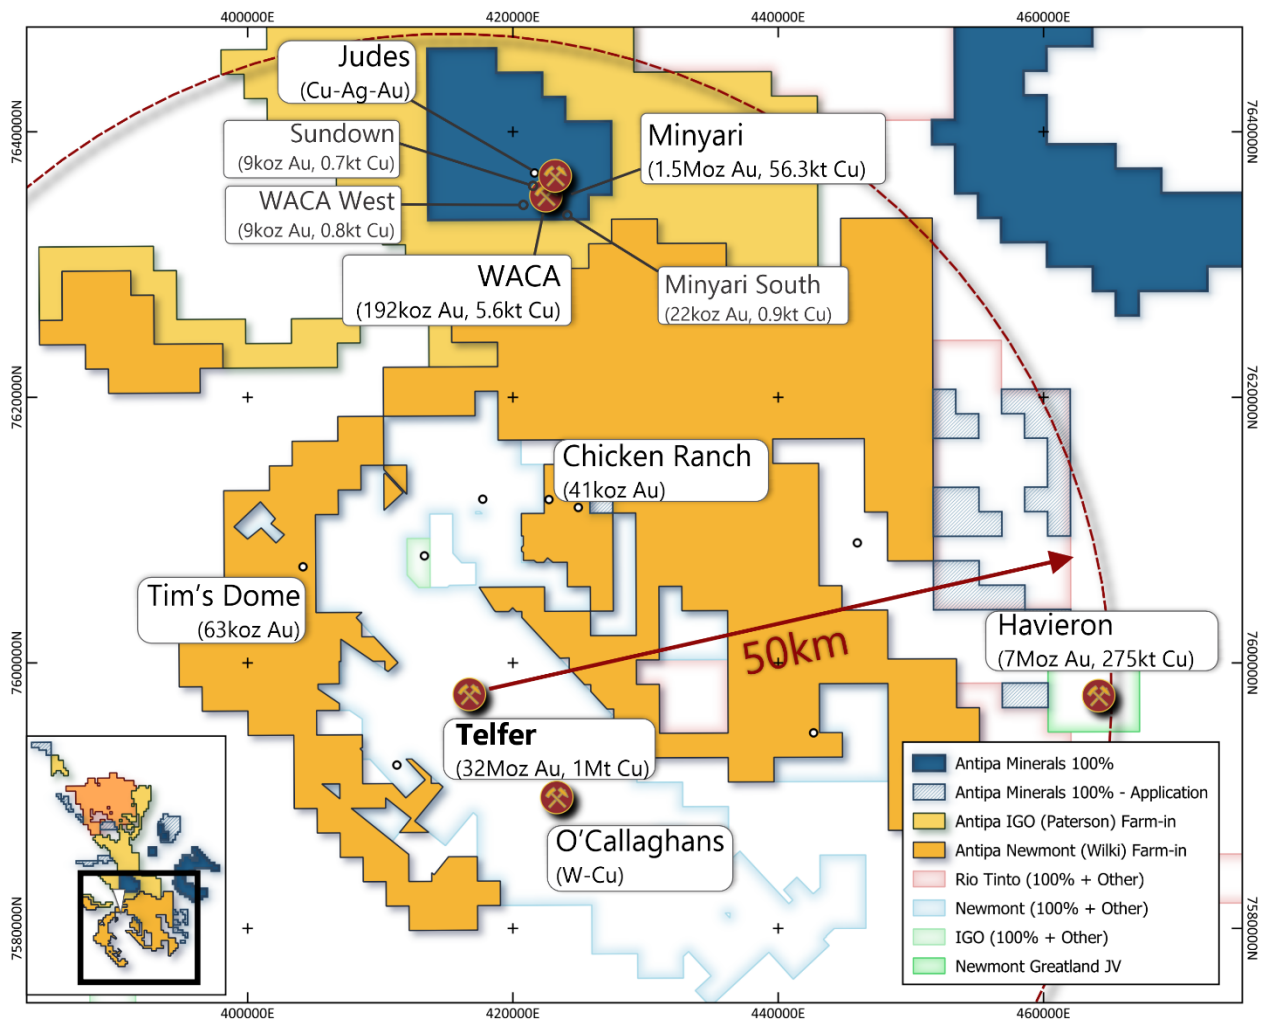 400000E
420000E
440000E
460000E
7640000N
7640000N
7620000N
7620000N
7600000N
7600000N
7580000N
7580000N
Judes
(Cu-Ag-Au)
Sundown
(9koz Au, 0.7kt Cu)
WACA West
(9koz Au, 0.8kt Cu)
Minyari
(1.5Moz Au, 56.3kt Cu)
WACA
(192koz Au, 5.6kt Cu)
Minyari South
(22koz Au, 0.9kt Cu)
Chicken Ranch
(41koz Au)
Tim's Dome
(63koz Au)
50km
Havieron
(7Moz Au, 275kt Cu)
Telfer
(32Moz Au, 1Mt Cu)
O'Callaghans
(W-Cu)
Antipa Minerals 100%
Antipa Minerals 100% - Application
Antipa IGO (Paterson) Farm-in
Antipa Newmont (Wilki) Farm-in
Rio Tinto (100% + Other)
Newmont (100% + Other)
IGO (100% + Other)
Newmont Greatland JV
400000E
420000E
440000E
460000E